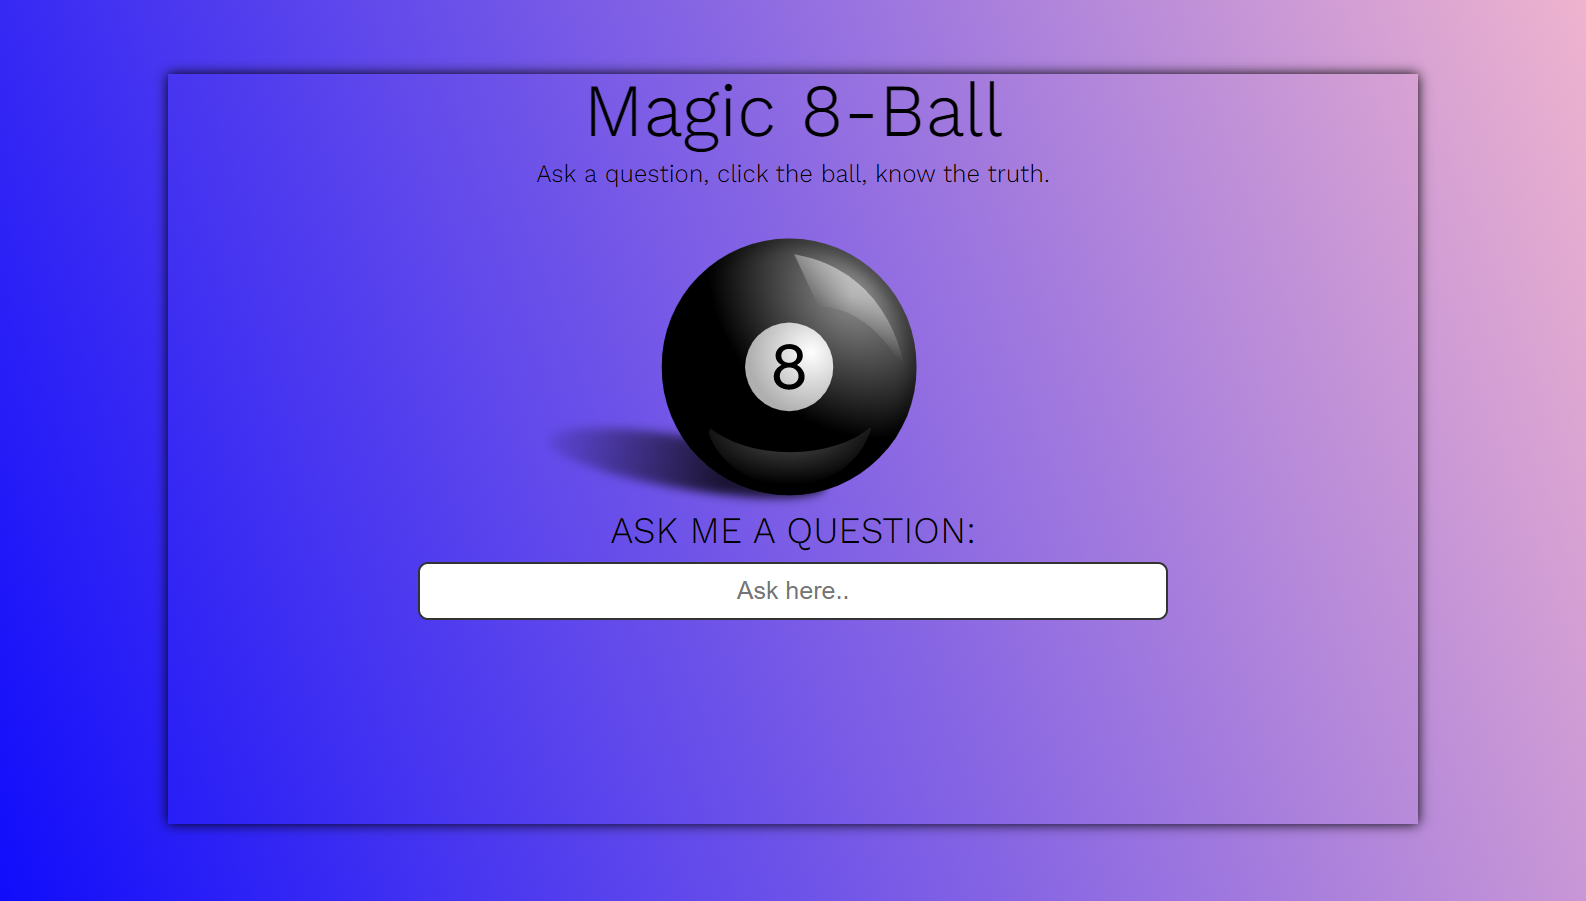 Magic 8-Ball
Ask a question, click the ball, know the truth.
8
ASK ME A QUESTION:
Ask here..